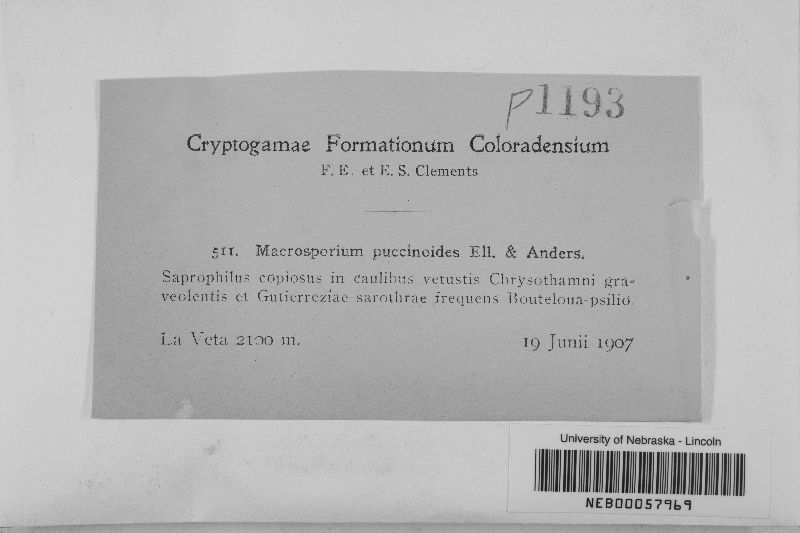 p1193
Cryptogamae Formationum Coloradensium
F. E. et E. S. Clements
511. Macrosporium puccinoides Ell. & Anders.
Saprophilus copiosus in caulibus vetustis Chrysothamni gra-
veolentis et Gutierreziae sarothrae frequens Bouteloua-psilio.
La Veta 2100 m. 19 Junii 1907
University of Nebraska - Lincoln
NEB00057969